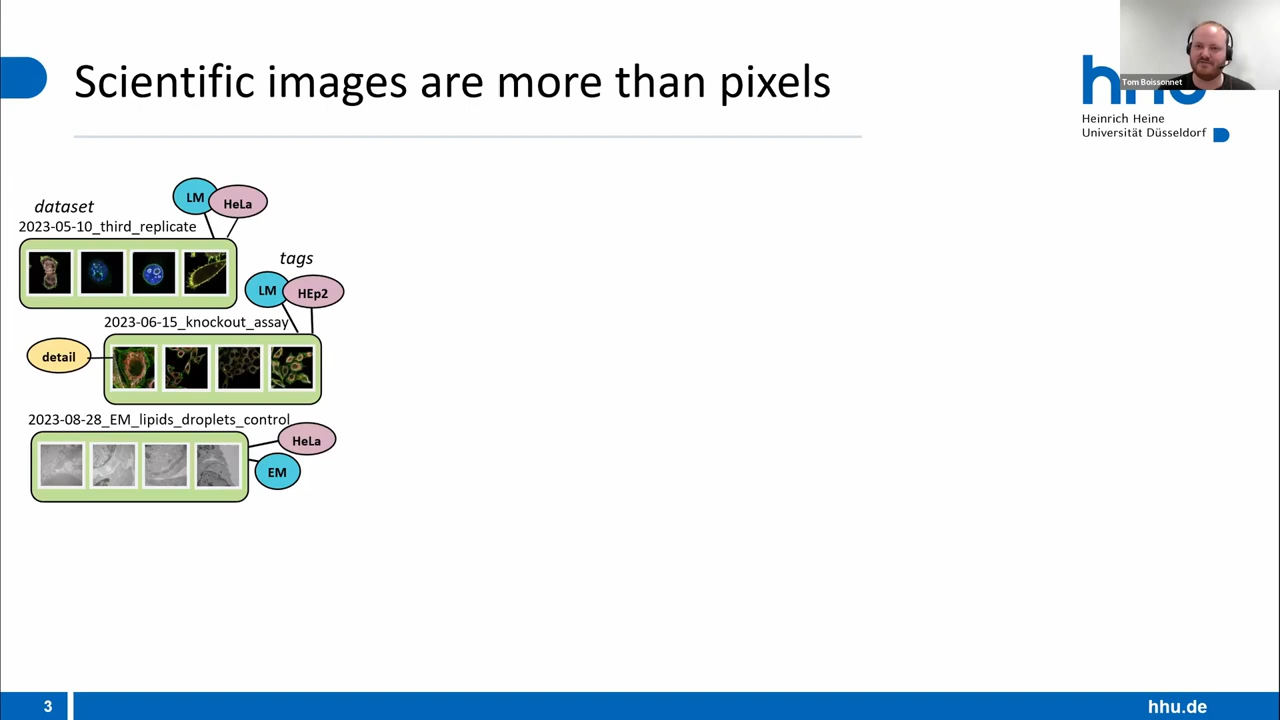 Scientific images are more than pixels
Tom Boissonnet
hhu
Heinrich Heine
Universität Düsseldorf
dataset
LM
HeLa
2023-05-10_third_replicate
tags
LM
HEp2
2023-06-15_knockout_assay
detail
2023-08-28_EM_lipids_droplets_control
HeLa
EM
3
hhu.de